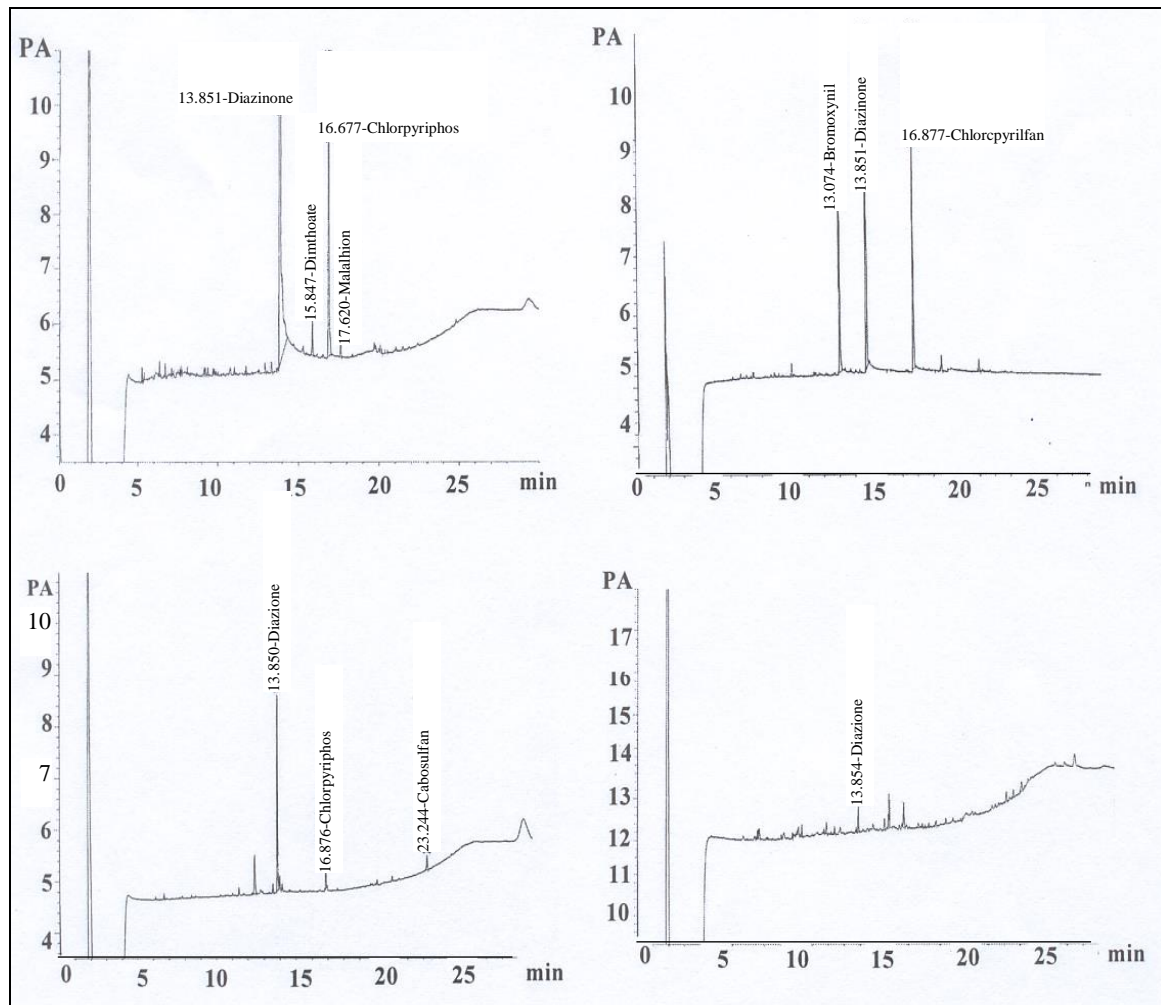 PA
10
9
8
7
6
5
4
13.851-Diazinone
15.847-Dimthoate
16.677-Chlorpyriphos
17.620-Malalhion
0 5 10 15 20 25 min
PA
10
9
8
7
6
5
4
13.074-Bromoxynil
13.851-Diazinone
16.877-Chlorcpyrilfan
0 5 10 15 20 25 min
PA
10
9
8
7
6
5
4
13.850-Diazione
16.876-Chlorpyriphos
23.244-Cabosulfan
0 5 10 15 20 25 min
PA
17
16
15
14
13
12
11
10
13.854-Diazione
0 5 10 15 20 25 min